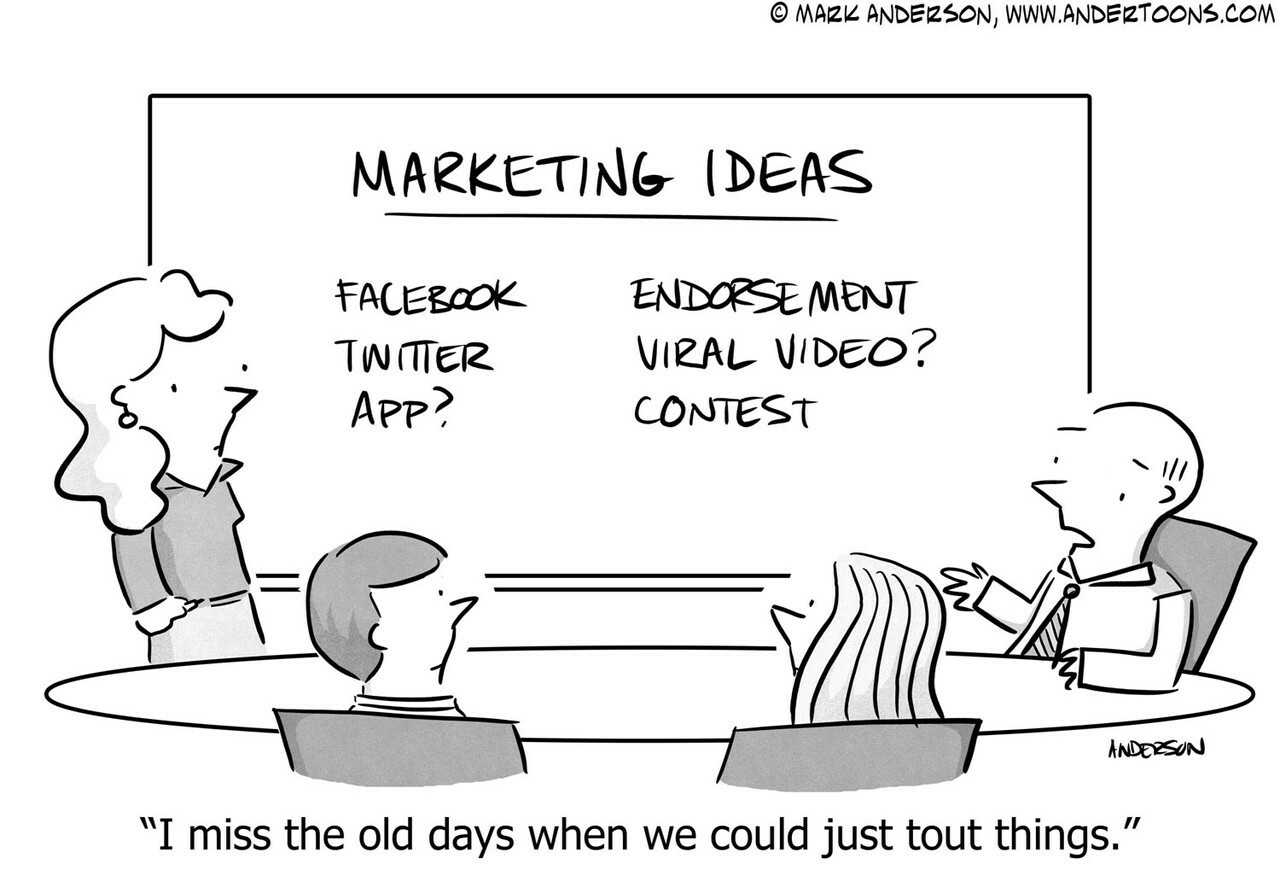 © MARK ANDERSON, WWW.ANDERTOONS.COM
MARKETING IDEAS
FACEBOOK
TWITTER
APP?
ENDORSEMENT
VIRAL VIDEO?
CONTEST
ANDERSON
“I miss the old days when we could just tout things.”